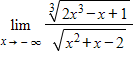 lim x→−∞ ∛(2x³−x+1) / √(x²+x−2)